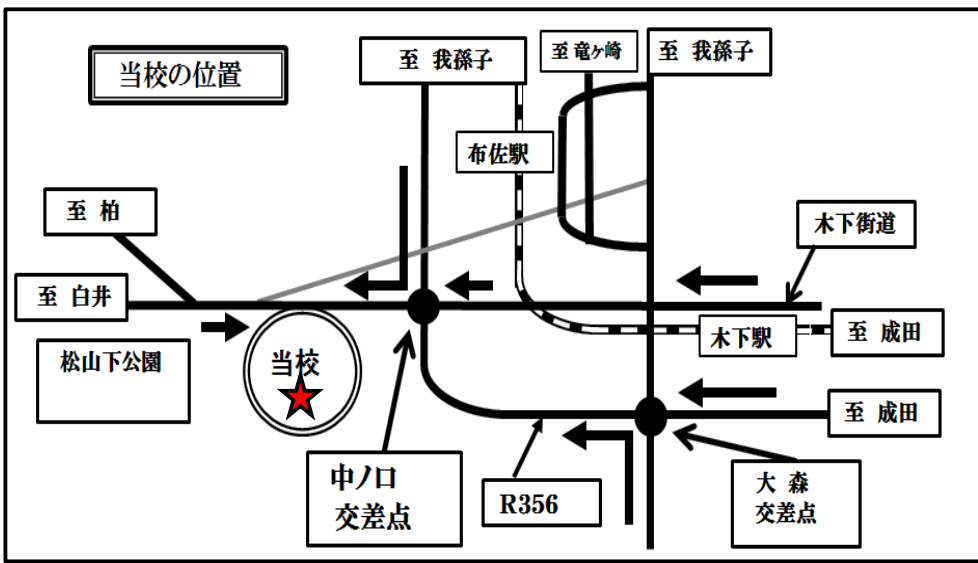 当校の位置
至 我孫子
至 竜ヶ崎
至 我孫子
布佐駅
至 柏
木下街道
至 白井
木下駅
至 成田
松山下公園
当校
至 成田
中ノ口
交差点
R356
大 森
交差点